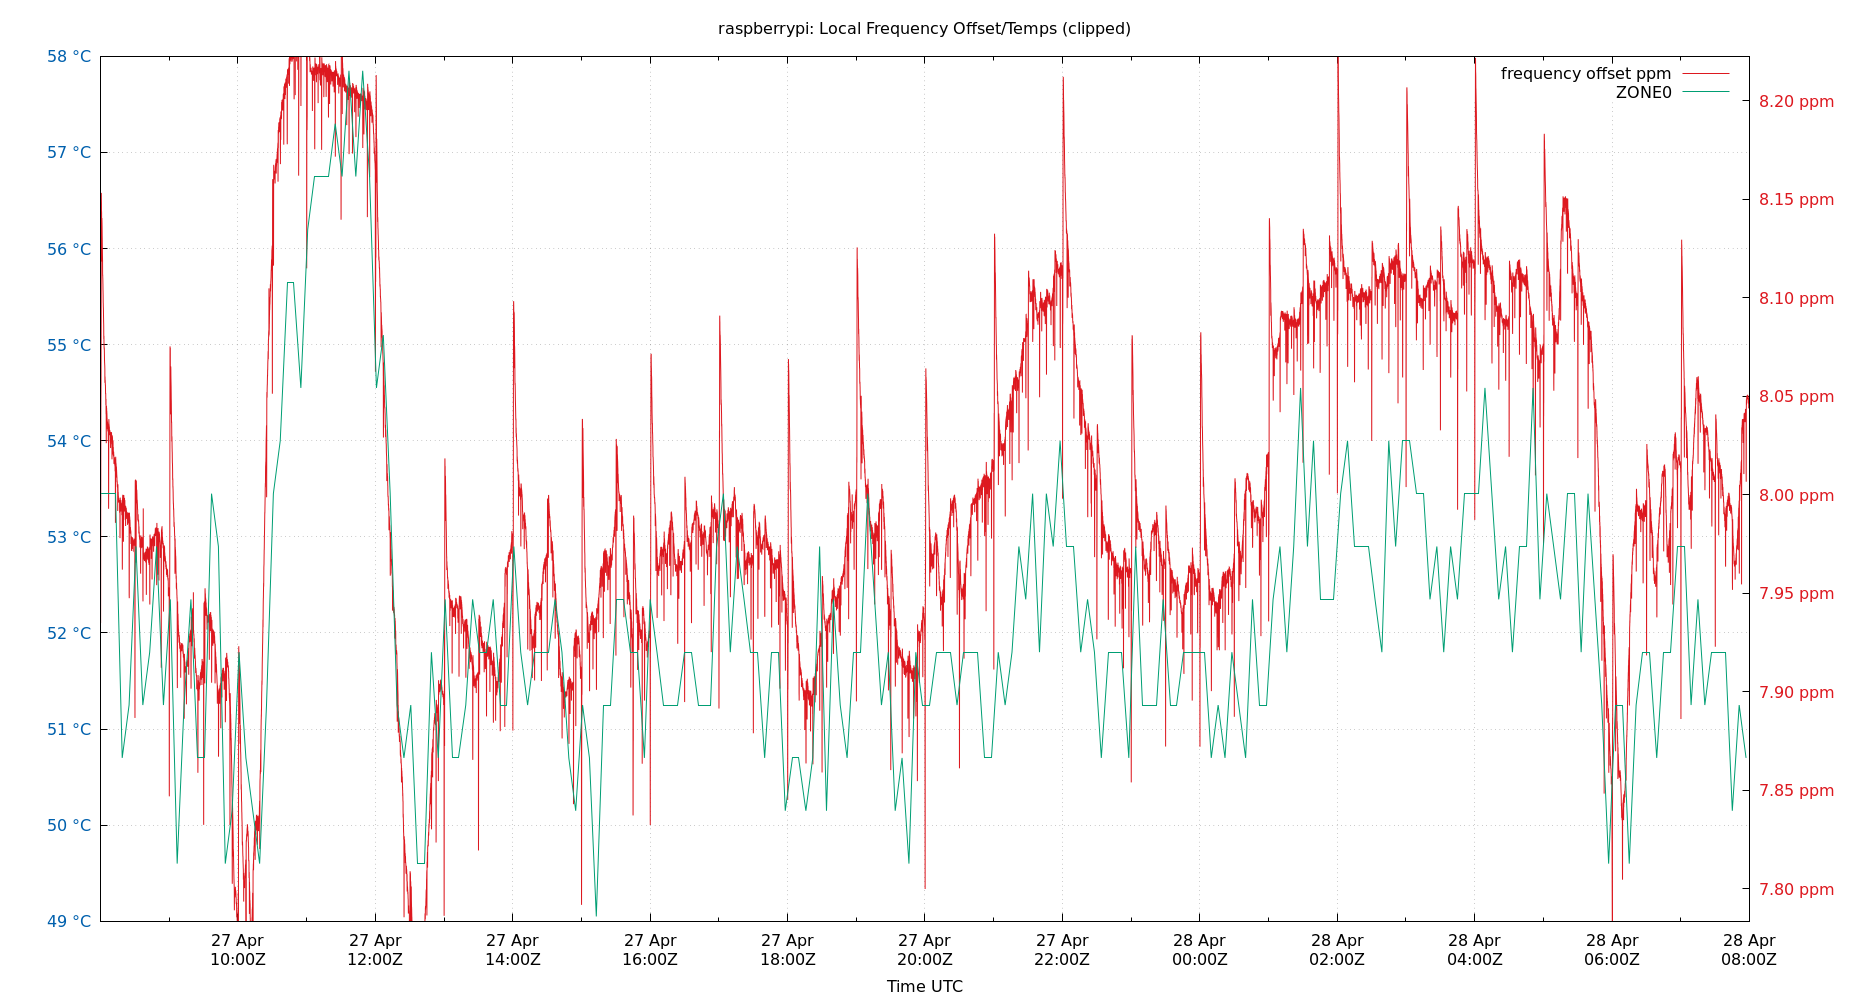 raspberrypi: Local Frequency Offset/Temps (clipped)
frequency offset ppm
ZONE0
58 °C
57 °C
56 °C
55 °C
54 °C
53 °C
52 °C
51 °C
50 °C
49 °C
8.20 ppm
8.15 ppm
8.10 ppm
8.05 ppm
8.00 ppm
7.95 ppm
7.90 ppm
7.85 ppm
7.80 ppm
27 Apr
10:00Z
27 Apr
12:00Z
27 Apr
14:00Z
27 Apr
16:00Z
27 Apr
18:00Z
27 Apr
20:00Z
27 Apr
22:00Z
28 Apr
00:00Z
28 Apr
02:00Z
28 Apr
04:00Z
28 Apr
06:00Z
28 Apr
08:00Z
Time UTC